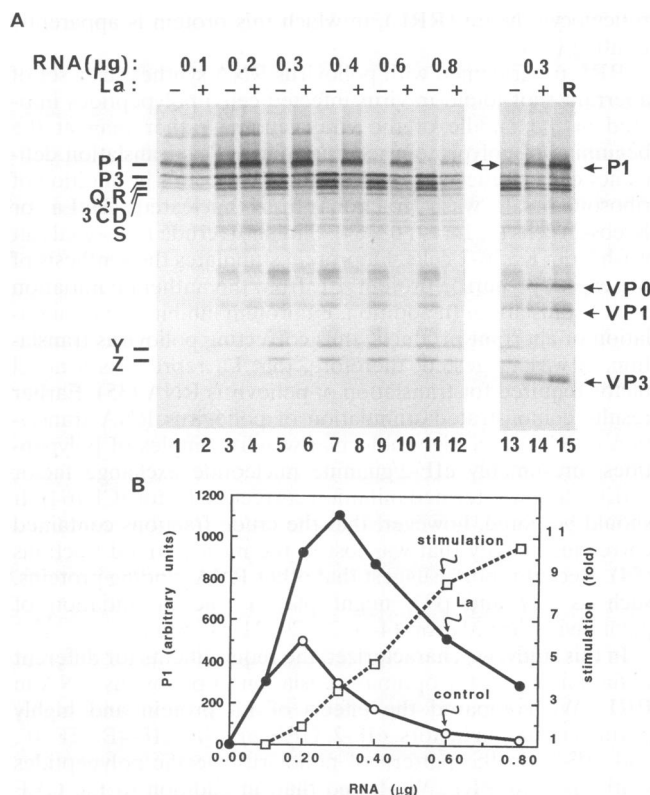 A
RNA(µg) : 0.1 0.2 0.3 0.4 0.6 0.8 0.3
La : – + – + – + – + – + – + – + R
P1
P3
Q,R
3CD
S
Y
Z
P1
VP0
VP1
VP3
1 2 3 4 5 6 7 8 9 10 11 12 13 14 15
B
1200
1000
800
600
400
200
0
P1 (arbitrary units)
0.00 0.20 0.40 0.60 0.80
RNA (µg)
11
9
7
5
3
1
stimulation (fold)
stimulation
La
control